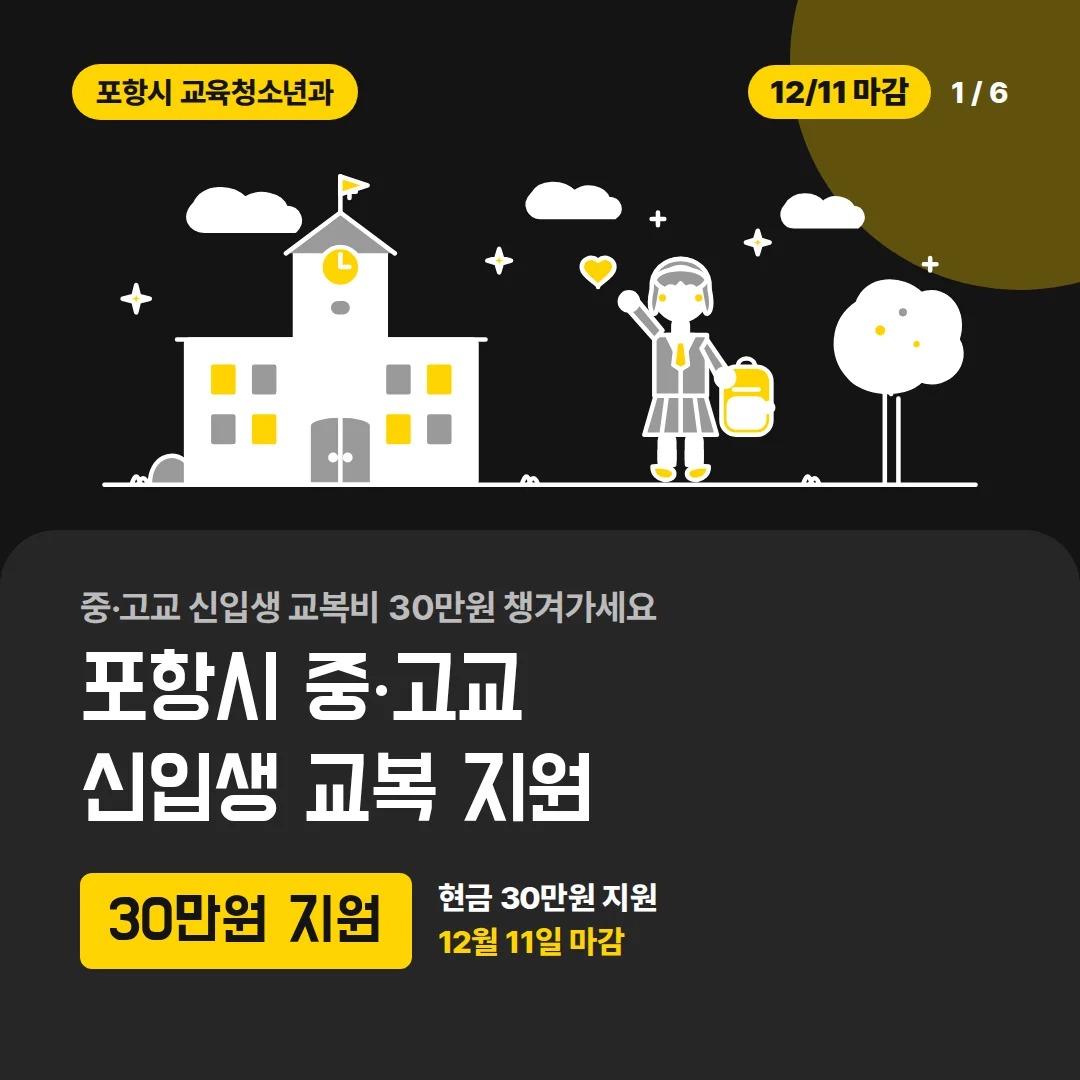 포항시 교육청소년과
12/11 마감
1 / 6
중·고교 신입생 교복비 30만원 챙겨가세요
포항시 중·고교
신입생 교복 지원
30만원 지원
현금 30만원 지원
12월 11일 마감